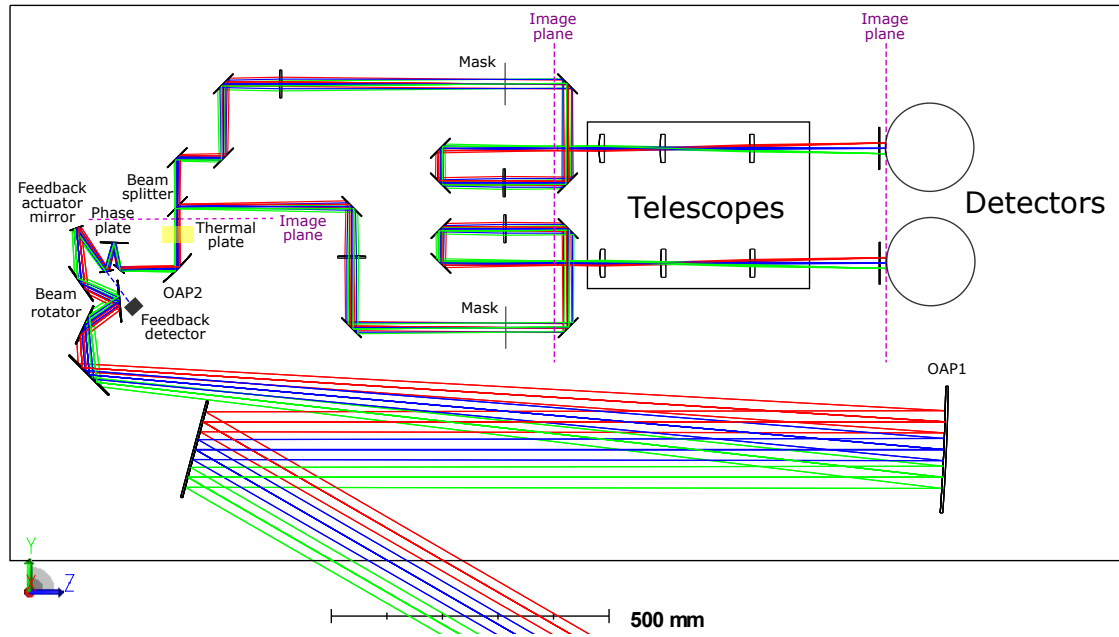 Image
plane
Image
plane
Mask
Beam
splitter
Feedback
actuator
mirror
Phase
plate
Image
plane
Thermal
plate
Telescopes
Detectors
OAP2
Beam
rotator
Feedback
detector
Mask
OAP1
Y
X
Z
500 mm